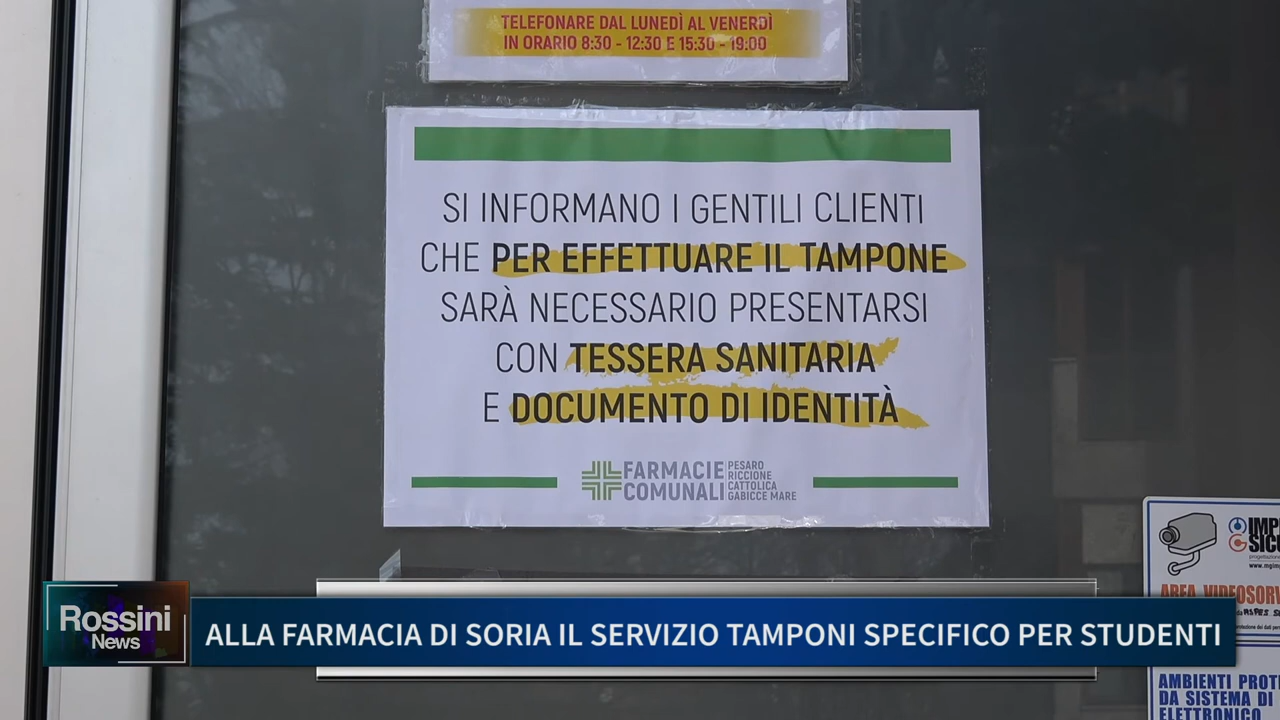 TELEFONARE DAL LUNEDÌ AL VENERDÌ
IN ORARIO 8:30 - 12:30 E 15:30 - 19:00
SI INFORMANO I GENTILI CLIENTI
CHE PER EFFETTUARE IL TAMPONE
SARÀ NECESSARIO PRESENTARSI
CON TESSERA SANITARIA
E DOCUMENTO DI IDENTITÀ
FARMACIE
COMUNALI
PESARO
RICCIONE
CATTOLICA
GABICCE MARE
AREA
AMBIENTI
DA SISTEMA DI
ELETTRONICO
Rossini
News
ALLA FARMACIA DI SORIA IL SERVIZIO TAMPONI SPECIFICO PER STUDENTI